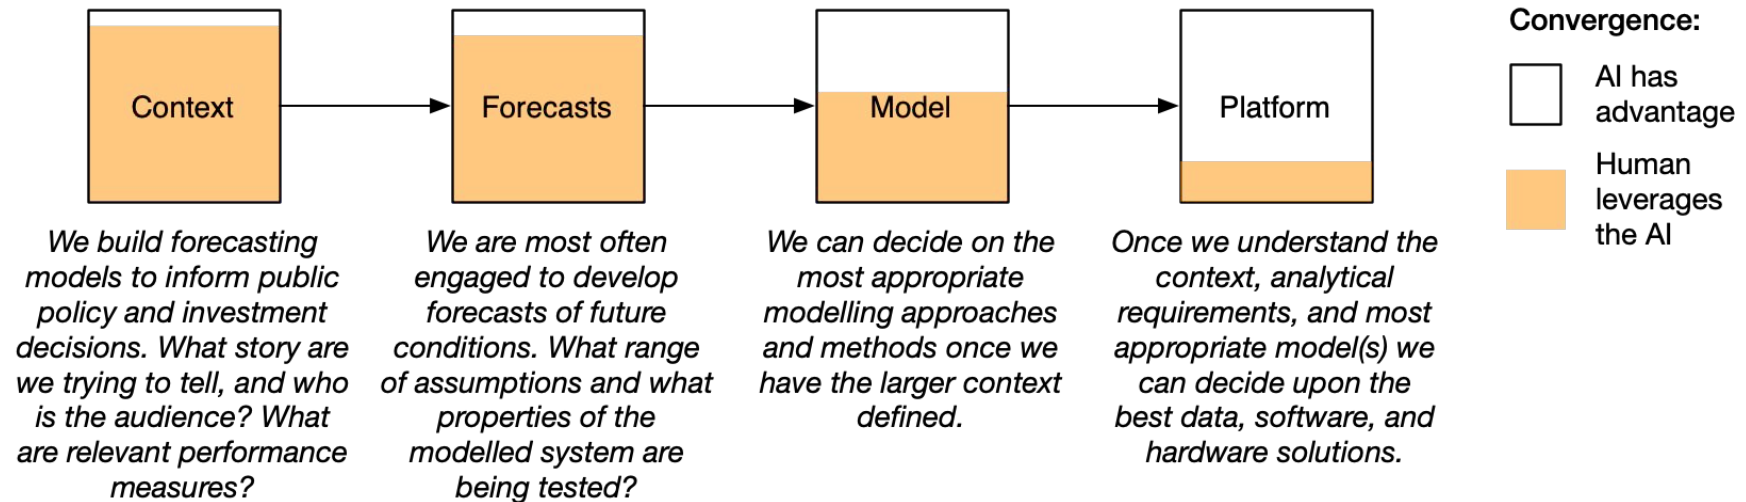 Context
Forecasts
Model
Platform
Convergence:
AI has
advantage
Human
leverages
the AI
We build forecasting
models to inform public
policy and investment
decisions. What story are
we trying to tell, and who
is the audience? What
are relevant performance
measures?
We are most often
engaged to develop
forecasts of future
conditions. What range
of assumptions and what
properties of the
modelled system are
being tested?
We can decide on the
most appropriate
modelling approaches
and methods once we
have the larger context
defined.
Once we understand the
context, analytical
requirements, and most
appropriate model(s) we
can decide upon the
best data, software, and
hardware solutions.